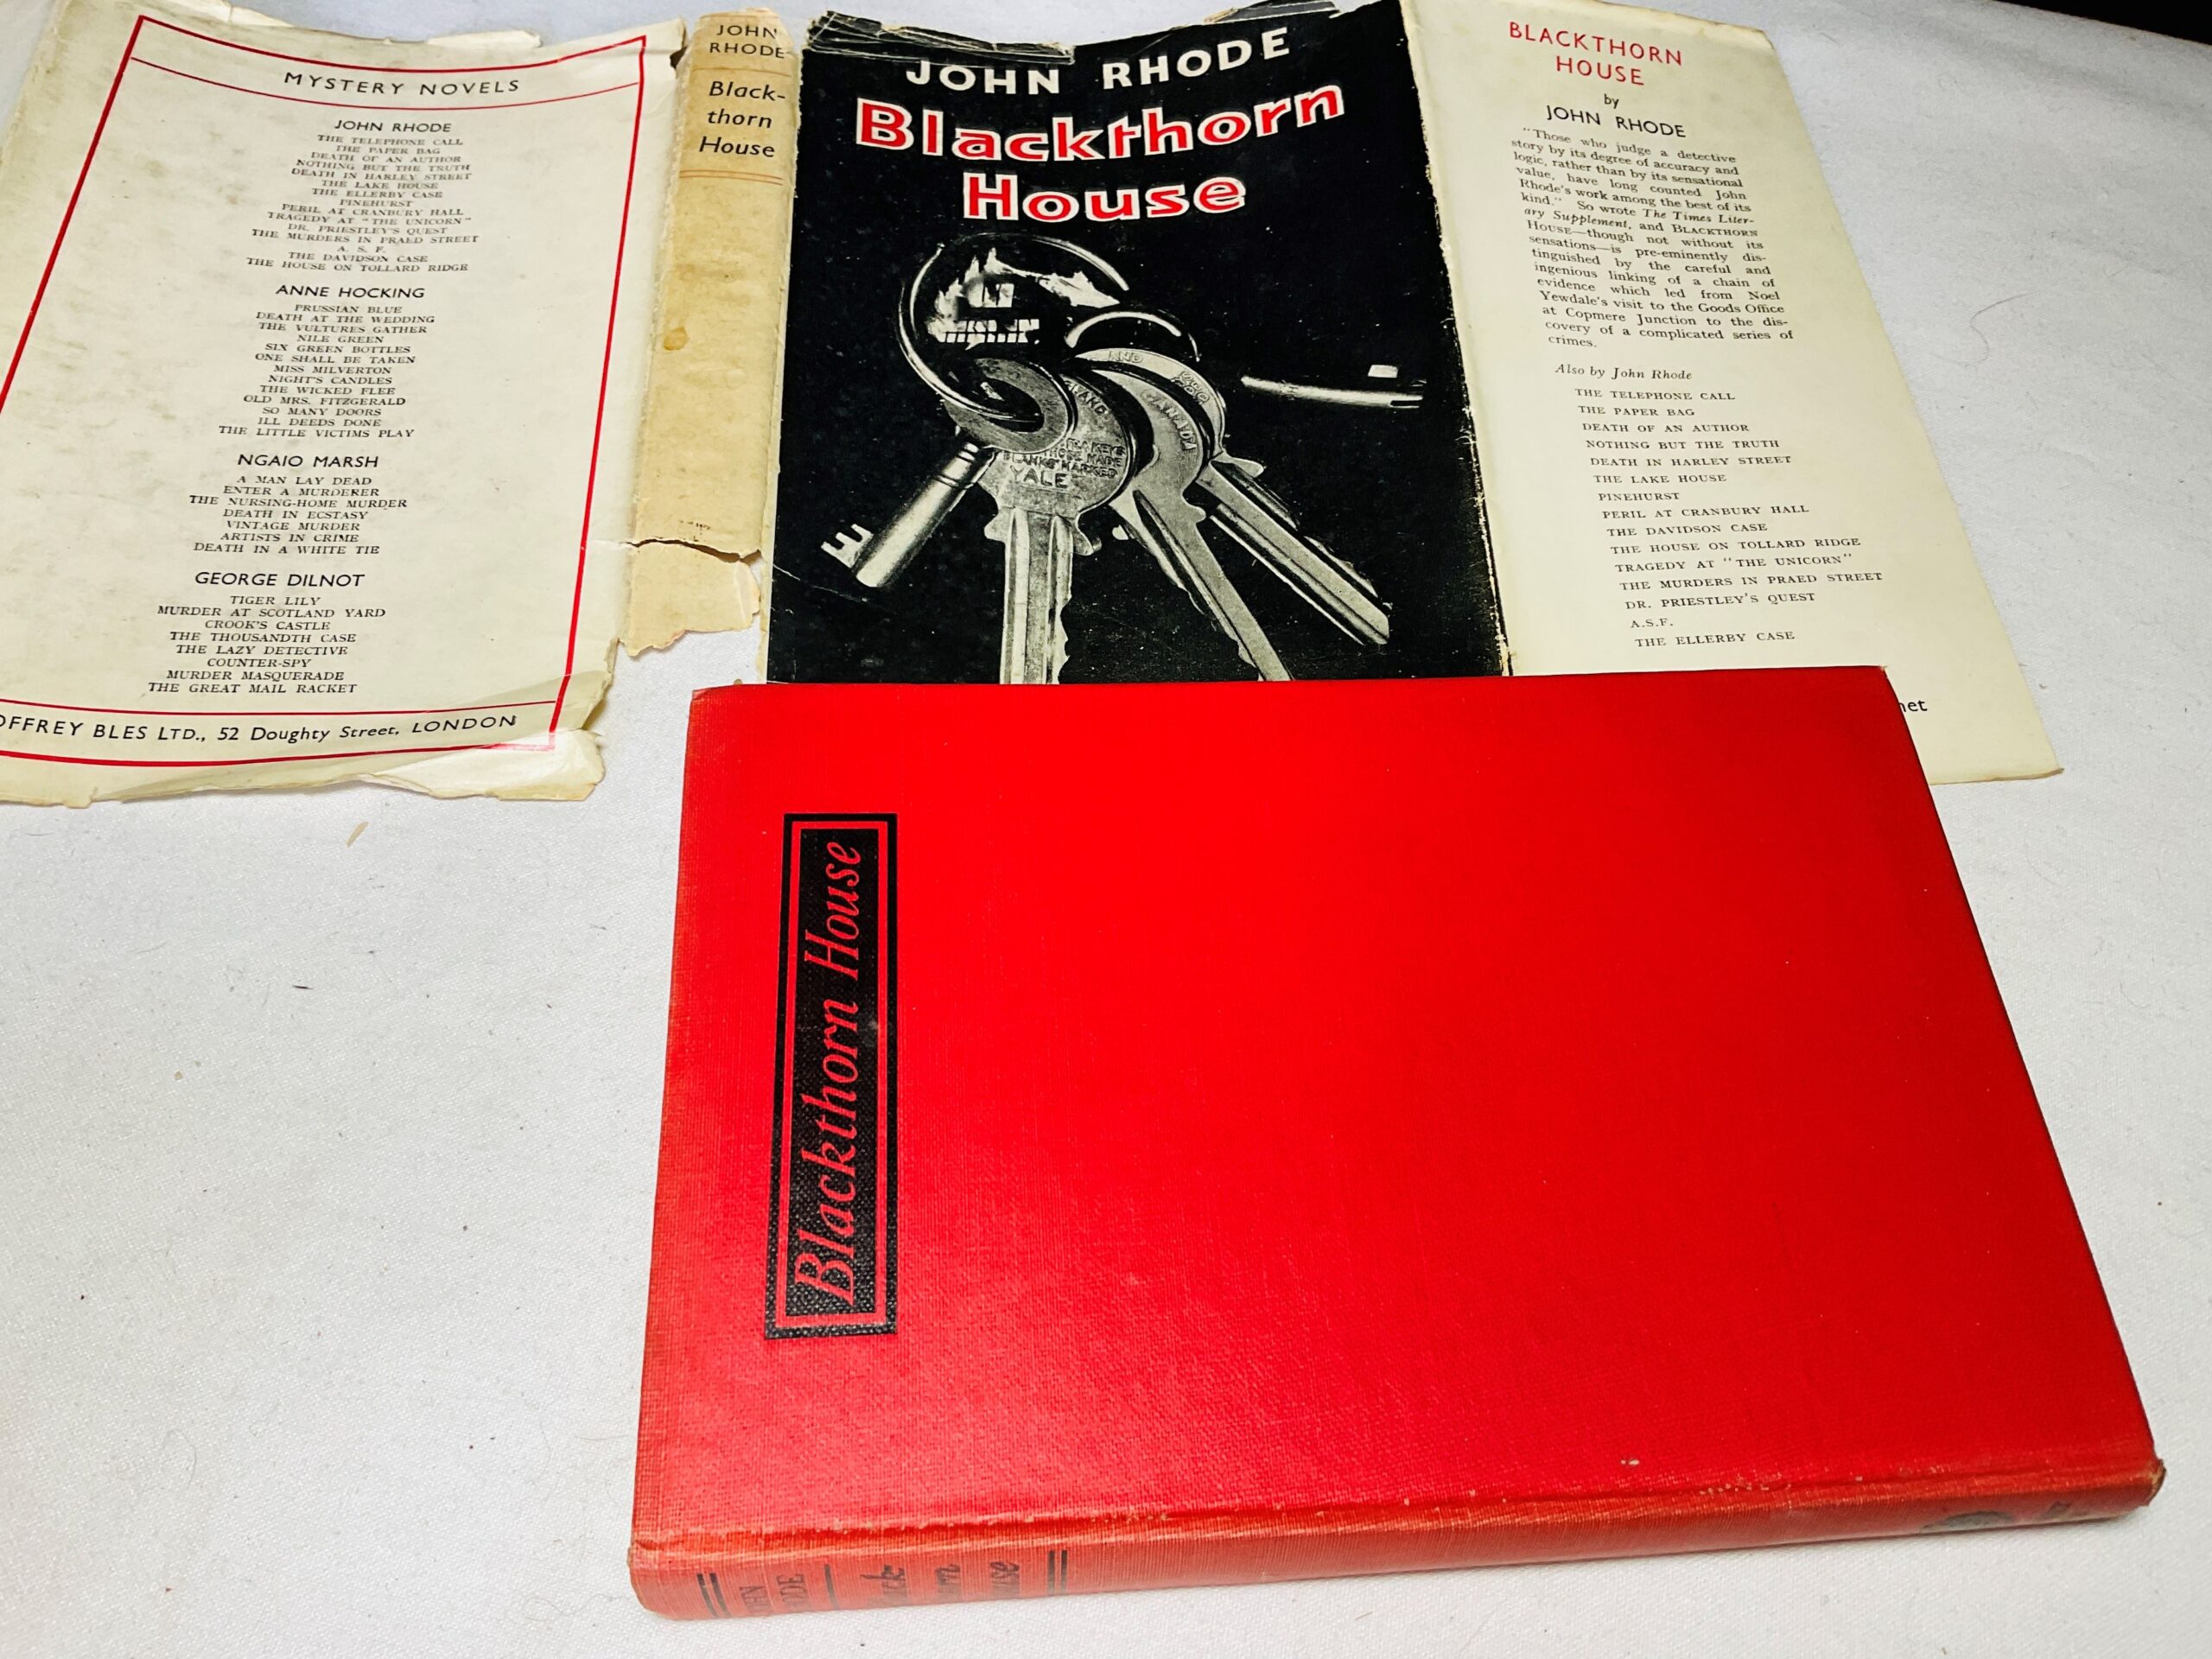 MYSTERY NOVELS
JOHN RHODE
THE TELEPHONE CALL
THE PAPER BAG
DEATH OF AN AUTHOR
NOTHING BUT THE TRUTH
DEATH IN HARLEY STREET
THE LAKE HOUSE
THE ELLERBY CASE
PINEHURST
PERIL AT CRANBURY HALL
TRAGEDY AT "THE UNICORN"
DR. PRIESTLEY'S QUEST
THE MURDERS IN PRAED STREET
A. S. F.
THE DAVIDSON CASE
THE HOUSE ON TOLLARD RIDGE
ANNE HOCKING
PRUSSIAN BLUE
DEATH AT THE WEDDING
THE VULTURES GATHER
NILE GREEN
SIX GREEN BOTTLES
ONE SHALL BE TAKEN
MISS MILVERTON
NIGHT'S CANDLES
THE WICKED FLEE
OLD MRS. FITZGERALD
SO MANY DOORS
ILL DEEDS DONE
THE LITTLE VICTIMS PLAY
NGAIO MARSH
A MAN LAY DEAD
ENTER A MURDERER
THE NURSING-HOME MURDER
DEATH IN ECSTASY
VINTAGE MURDER
ARTISTS IN CRIME
DEATH IN A WHITE TIE
GEORGE DILNOT
TIGER LILY
MURDER AT SCOTLAND YARD
CROOK'S CASTLE
THE THOUSANDTH CASE
THE LAZY DETECTIVE
COUNTER-SPY
MURDER MASQUERADE
THE GREAT MAIL RACKET
OFFREY BLES LTD., 52 Doughty Street, LONDON
JOHN
RHODE
Black-
thorn
House
JOHN RHODE
Blackthorn
House
AND
CANADA
YALE
BLACKTHORN
HOUSE
by
JOHN RHODE
"Those who judge a detective
story by its degree of accuracy and
logic, rather than by its sensational
value, have long counted John
Rhode's work among the best of its
kind." So wrote The Times Liter-
ary Supplement, and BLACKTHORN
HOUSE—though not without its
sensations—is pre-eminently dis-
tinguished by the careful and
ingenious linking of a chain of
evidence which led from Noel
Yewdale's visit to the Goods Office
at Copmere Junction to the dis-
covery of a complicated series of
crimes.
Also by John Rhode
THE TELEPHONE CALL
THE PAPER BAG
DEATH OF AN AUTHOR
NOTHING BUT THE TRUTH
DEATH IN HARLEY STREET
THE LAKE HOUSE
PINEHURST
PERIL AT CRANBURY HALL
THE DAVIDSON CASE
THE HOUSE ON TOLLARD RIDGE
TRAGEDY AT "THE UNICORN"
THE MURDERS IN PRAED STREET
DR. PRIESTLEY'S QUEST
A.S.F.
THE ELLERBY CASE
net
Blackthorn House